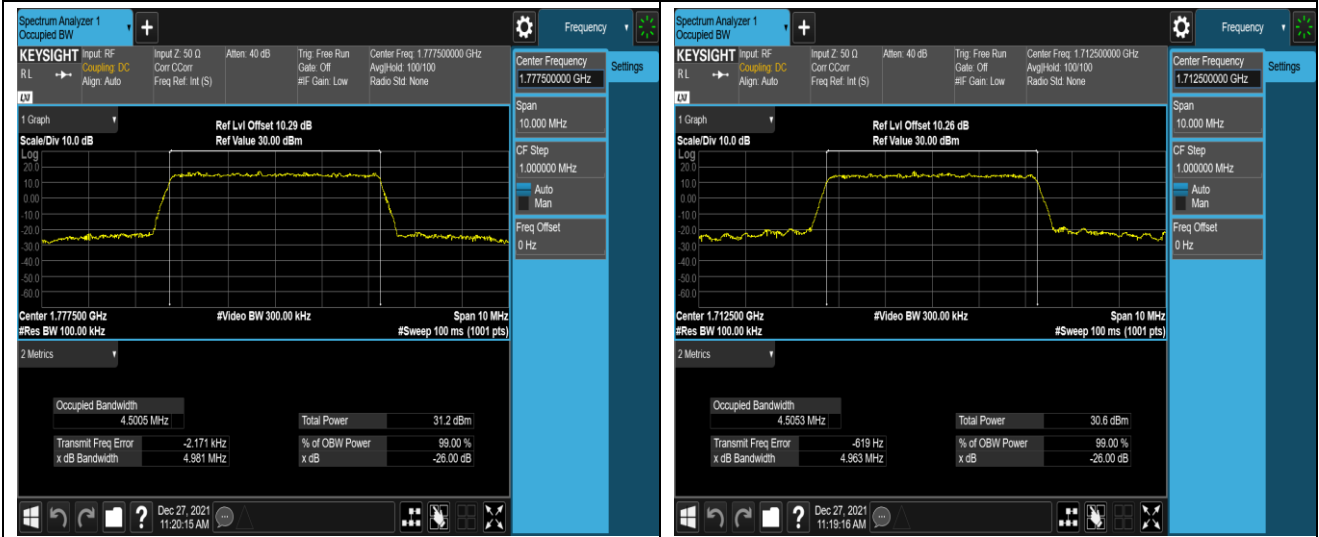 Spectrum Analyzer 1
Occupied BW
+
Frequency
KEYSIGHT Input: RF Input Z: 50 Ω Atten: 40 dB Trig: Free Run Center Freq: 1.777500000 GHz
RL Coupling: DC Corr CCorr Gate: Off Avg|Hold: 100/100
Align: Auto Freq Ref: Int (S) #IF Gain: Low Radio Std: None
LXI
Center Frequency
1.777500000 GHz
Settings
Span
10.000 MHz
CF Step
1.000000 MHz
Auto
Man
Freq Offset
0 Hz
1 Graph
Ref Lvl Offset 10.29 dB
Scale/Div 10.0 dB Ref Value 30.00 dBm
Log
20.0
10.0
0.00
-10.0
-20.0
-30.0
-40.0
-50.0
-60.0
Center 1.777500 GHz #Video BW 300.00 kHz Span 10 MHz
#Res BW 100.00 kHz #Sweep 100 ms (1001 pts)
2 Metrics
Occupied Bandwidth
4.5005 MHz Total Power 31.2 dBm
Transmit Freq Error -2.171 kHz % of OBW Power 99.00 %
x dB Bandwidth 4.981 MHz x dB -26.00 dB
? Dec 27, 2021
11:20:15 AM
Spectrum Analyzer 1
Occupied BW
+
Frequency
KEYSIGHT Input: RF Input Z: 50 Ω Atten: 40 dB Trig: Free Run Center Freq: 1.712500000 GHz
RL Coupling: DC Corr CCorr Gate: Off Avg|Hold: 100/100
Align: Auto Freq Ref: Int (S) #IF Gain: Low Radio Std: None
LXI
Center Frequency
1.712500000 GHz
Settings
Span
10.000 MHz
CF Step
1.000000 MHz
Auto
Man
Freq Offset
0 Hz
1 Graph
Ref Lvl Offset 10.26 dB
Scale/Div 10.0 dB Ref Value 30.00 dBm
Log
20.0
10.0
0.00
-10.0
-20.0
-30.0
-40.0
-50.0
-60.0
Center 1.712500 GHz #Video BW 300.00 kHz Span 10 MHz
#Res BW 100.00 kHz #Sweep 100 ms (1001 pts)
2 Metrics
Occupied Bandwidth
4.5053 MHz Total Power 30.6 dBm
Transmit Freq Error -619 Hz % of OBW Power 99.00 %
x dB Bandwidth 4.963 MHz x dB -26.00 dB
? Dec 27, 2021
11:19:16 AM